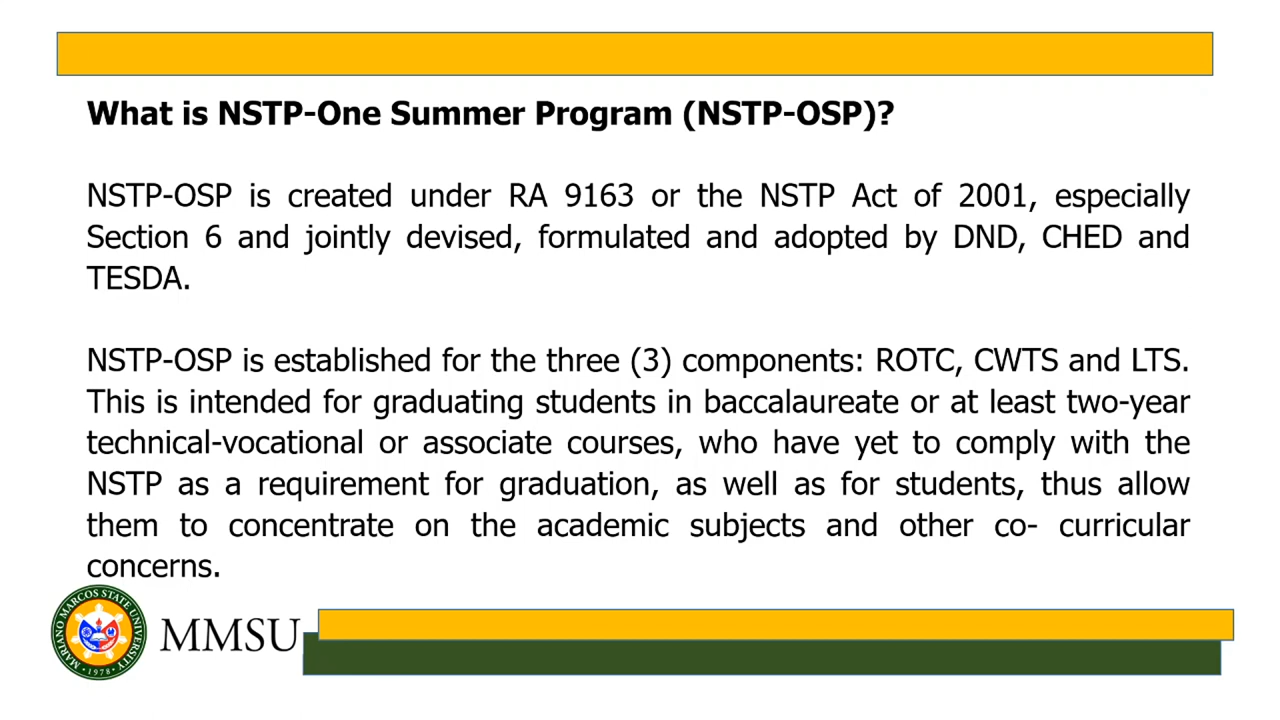 What is NSTP-One Summer Program (NSTP-OSP)?
NSTP-OSP is created under RA 9163 or the NSTP Act of 2001, especially
Section 6 and jointly devised, formulated and adopted by DND, CHED and
TESDA.
NSTP-OSP is established for the three (3) components: ROTC, CWTS and LTS.
This is intended for graduating students in baccalaureate or at least two-year
technical-vocational or associate courses, who have yet to comply with the
NSTP as a requirement for graduation, as well as for students, thus allow
them to concentrate on the academic subjects and other co- curricular
concerns.
MARIANO MARCOS STATE UNIVERSITY
• 1978 •
MMSU